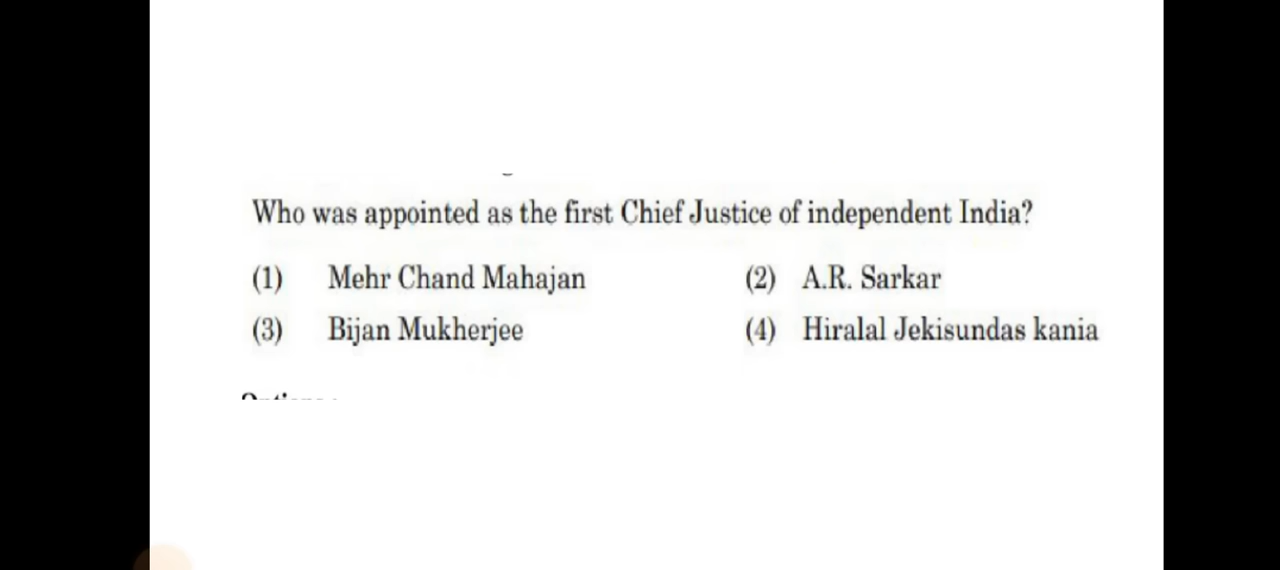 Who was appointed as the first Chief Justice of independent India?
(1) Mehr Chand Mahajan (2) A.R. Sarkar
(3) Bijan Mukherjee (4) Hiralal Jekisundas kania